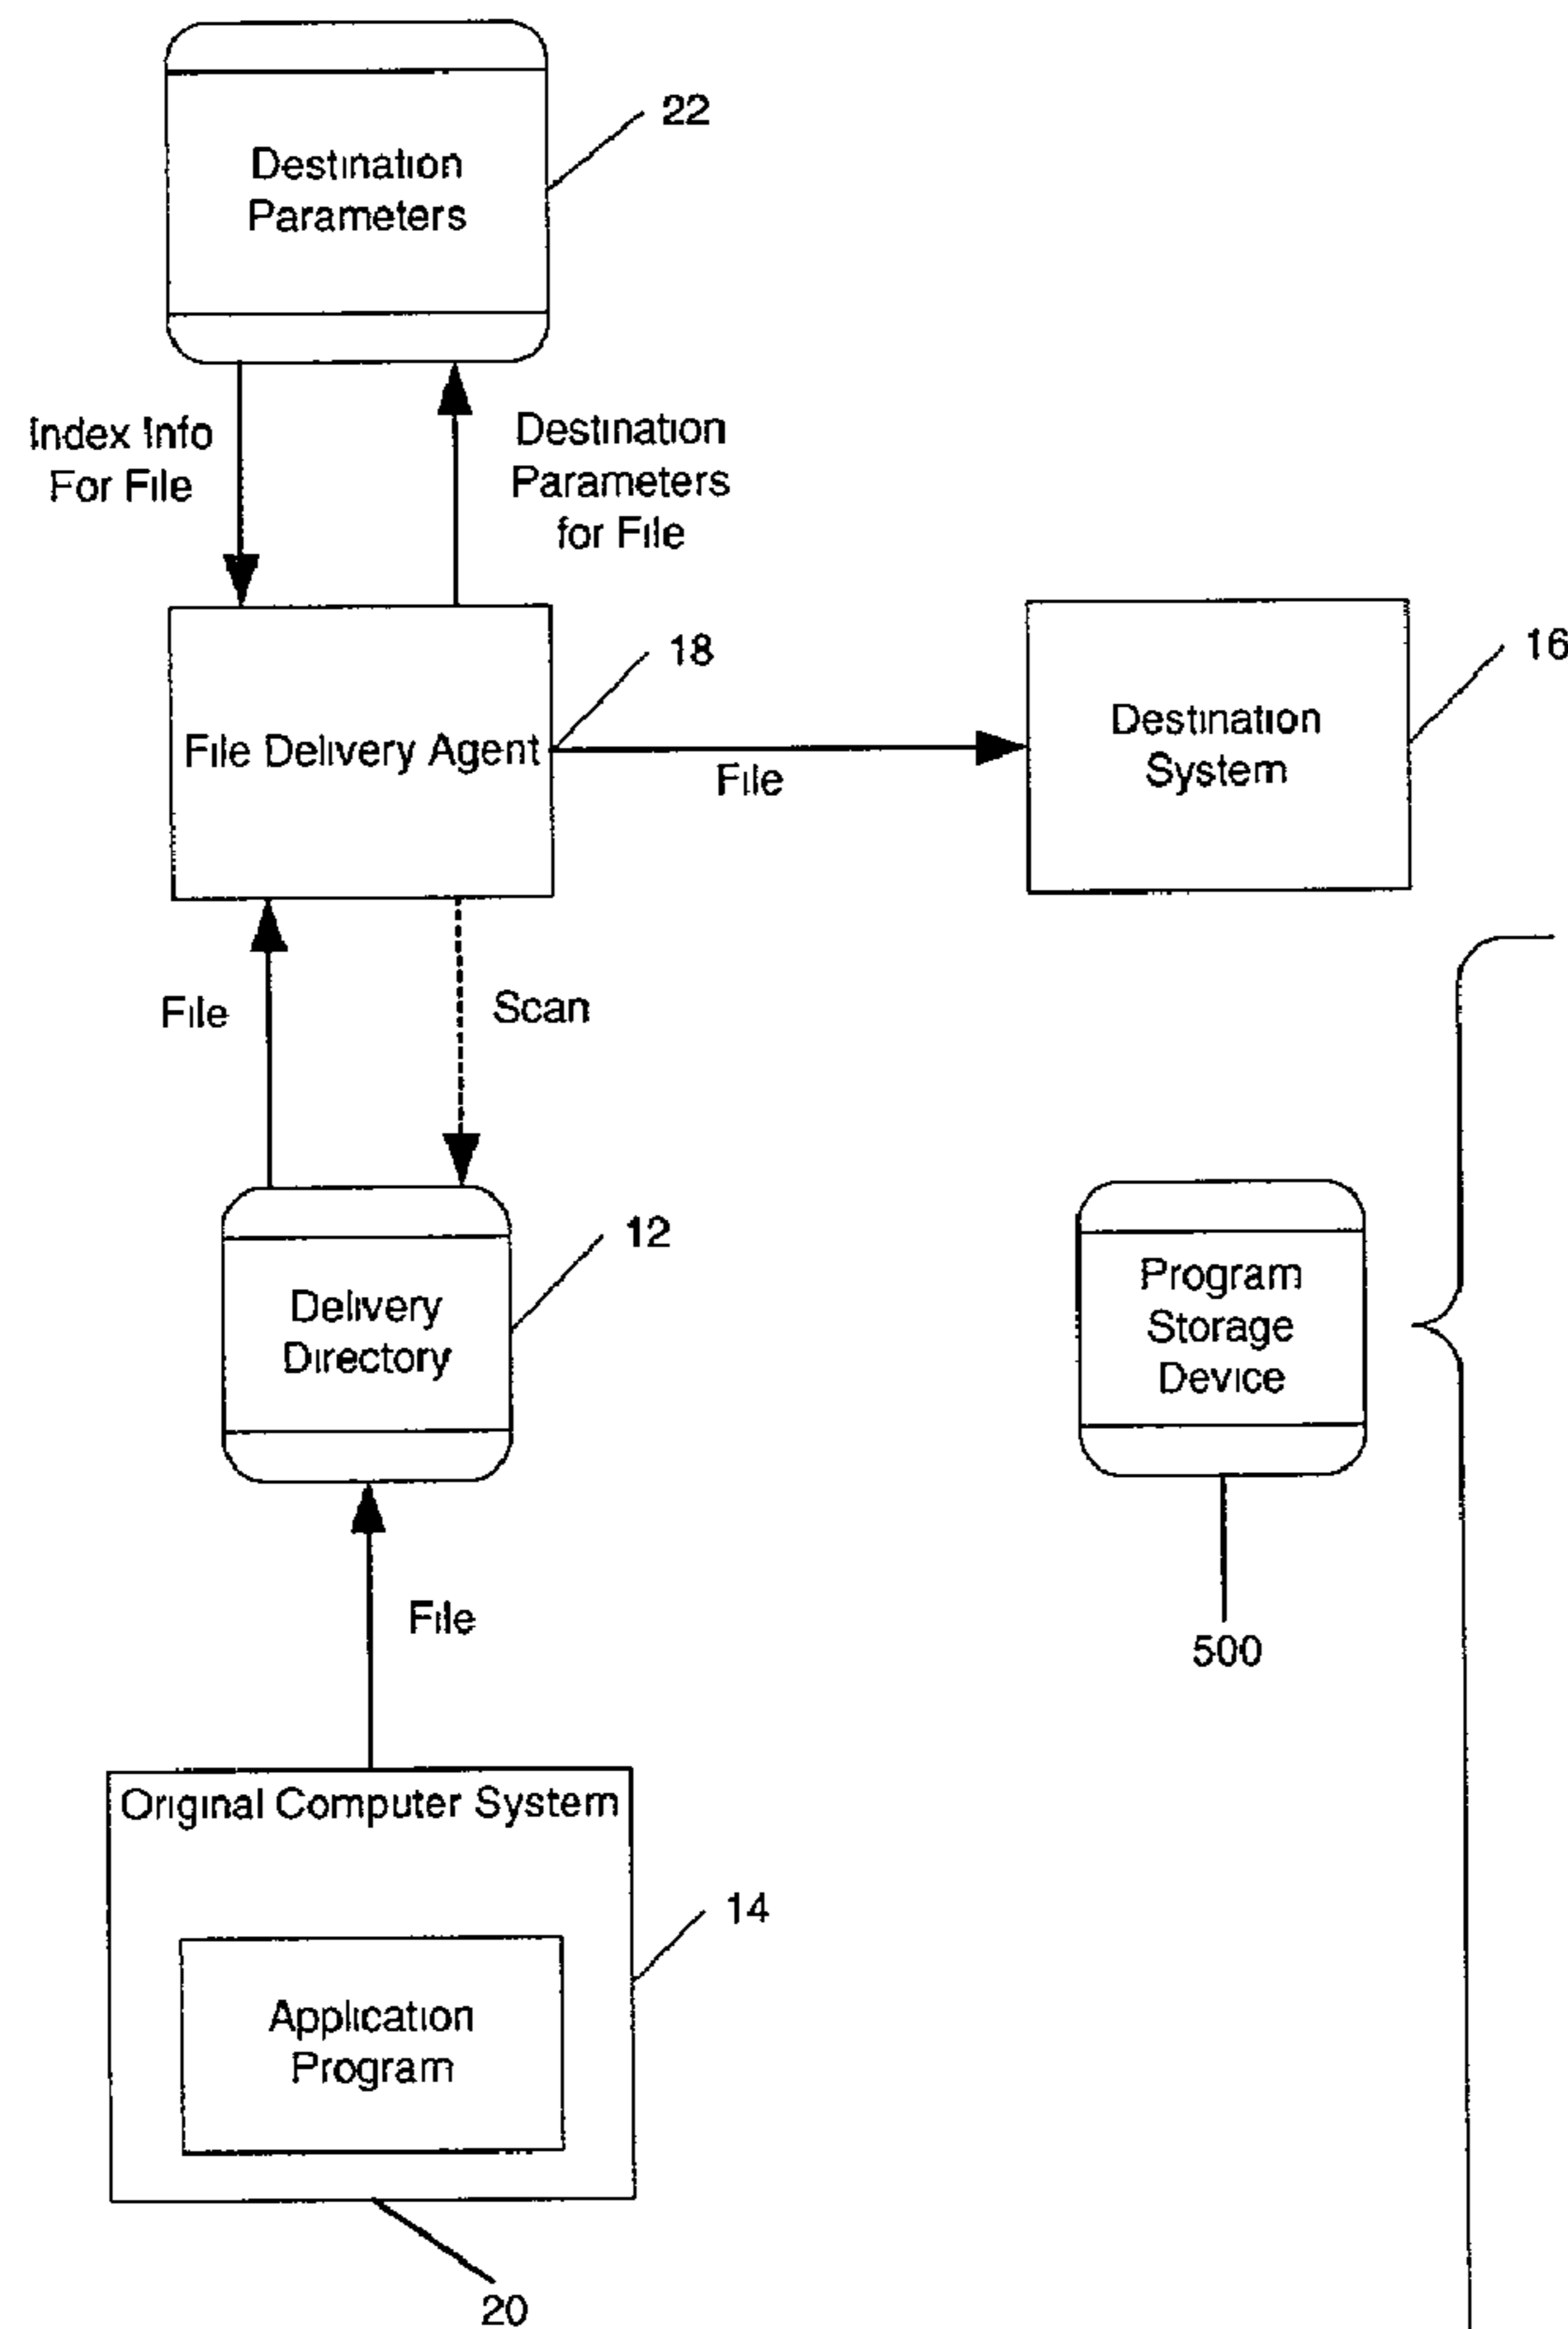 22
Destination
Parameters
Index Info
For File
Destination
Parameters
for File
18
16
File Delivery Agent
File
Destination
System
File
Scan
12
Delivery
Directory
Program
Storage
Device
File
500
Original Computer System
14
Application
Program
20